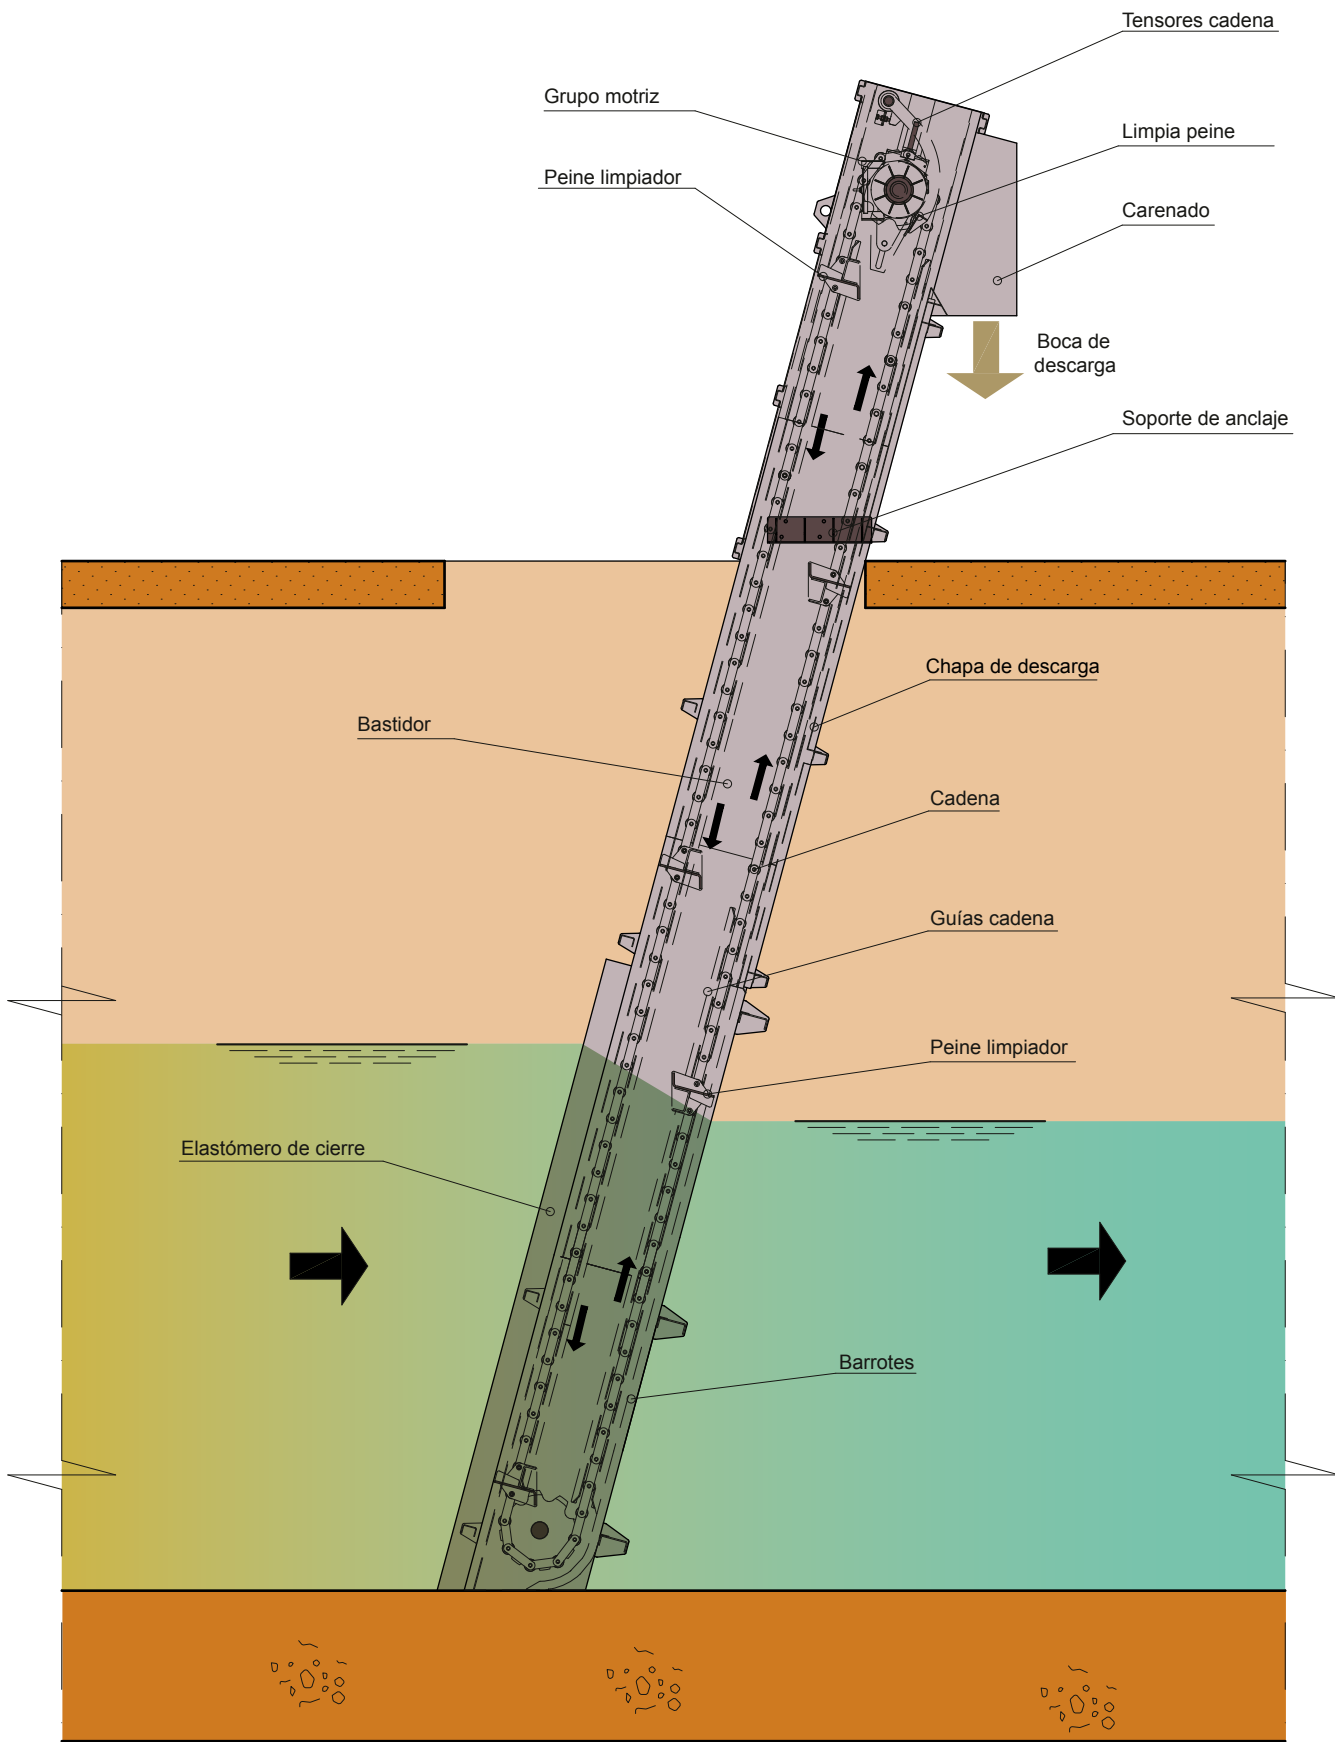 Tensores cadena
Grupo motriz
Limpia peine
Peine limpiador
Carenado
Boca de
descarga
Soporte de anclaje
Chapa de descarga
Bastidor
Cadena
Guías cadena
Peine limpiador
Elastómero de cierre
Barrotes